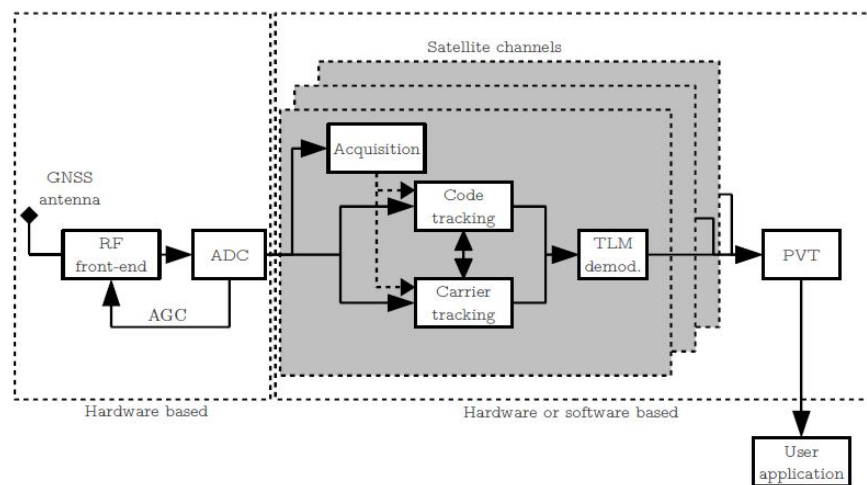 Satellite channels
Acquisition
GNSS
antenna
Code
tracking
RF
front-end
ADC
TLM
demod.
PVT
Carrier
tracking
AGC
Hardware based
Hardware or software based
User
application